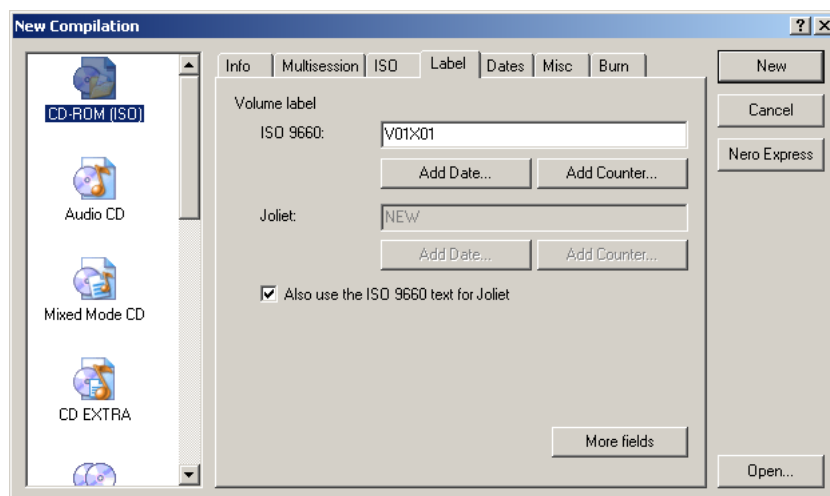 New Compilation
CD-ROM (ISO)
Audio CD
Mixed Mode CD
CD EXTRA
Info Multisession ISO Label Dates Misc Burn
Volume label
ISO 9660: V01X01
Add Date... Add Counter...
Joliet: NEW
Add Date... Add Counter...
Also use the ISO 9660 text for Joliet
More fields
New
Cancel
Nero Express
Open...